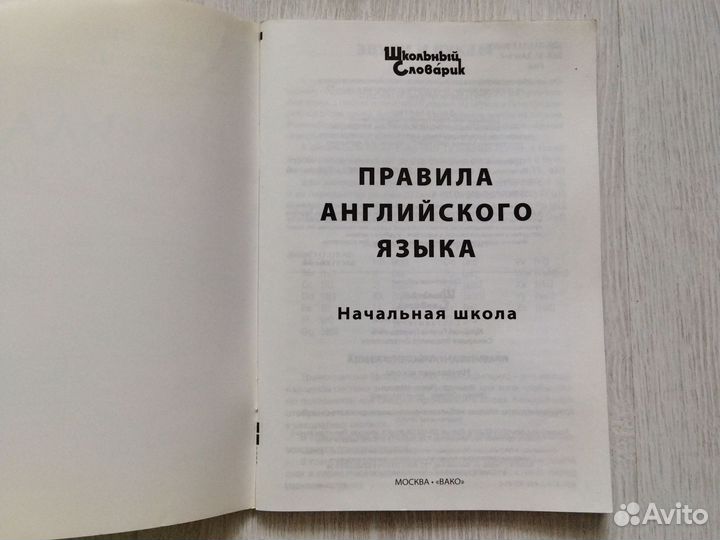 Школьный
Словарик
ПРАВИЛА
АНГЛИЙСКОГО
ЯЗЫКА
Начальная школа
МОСКВА • «ВАКО»
Avito